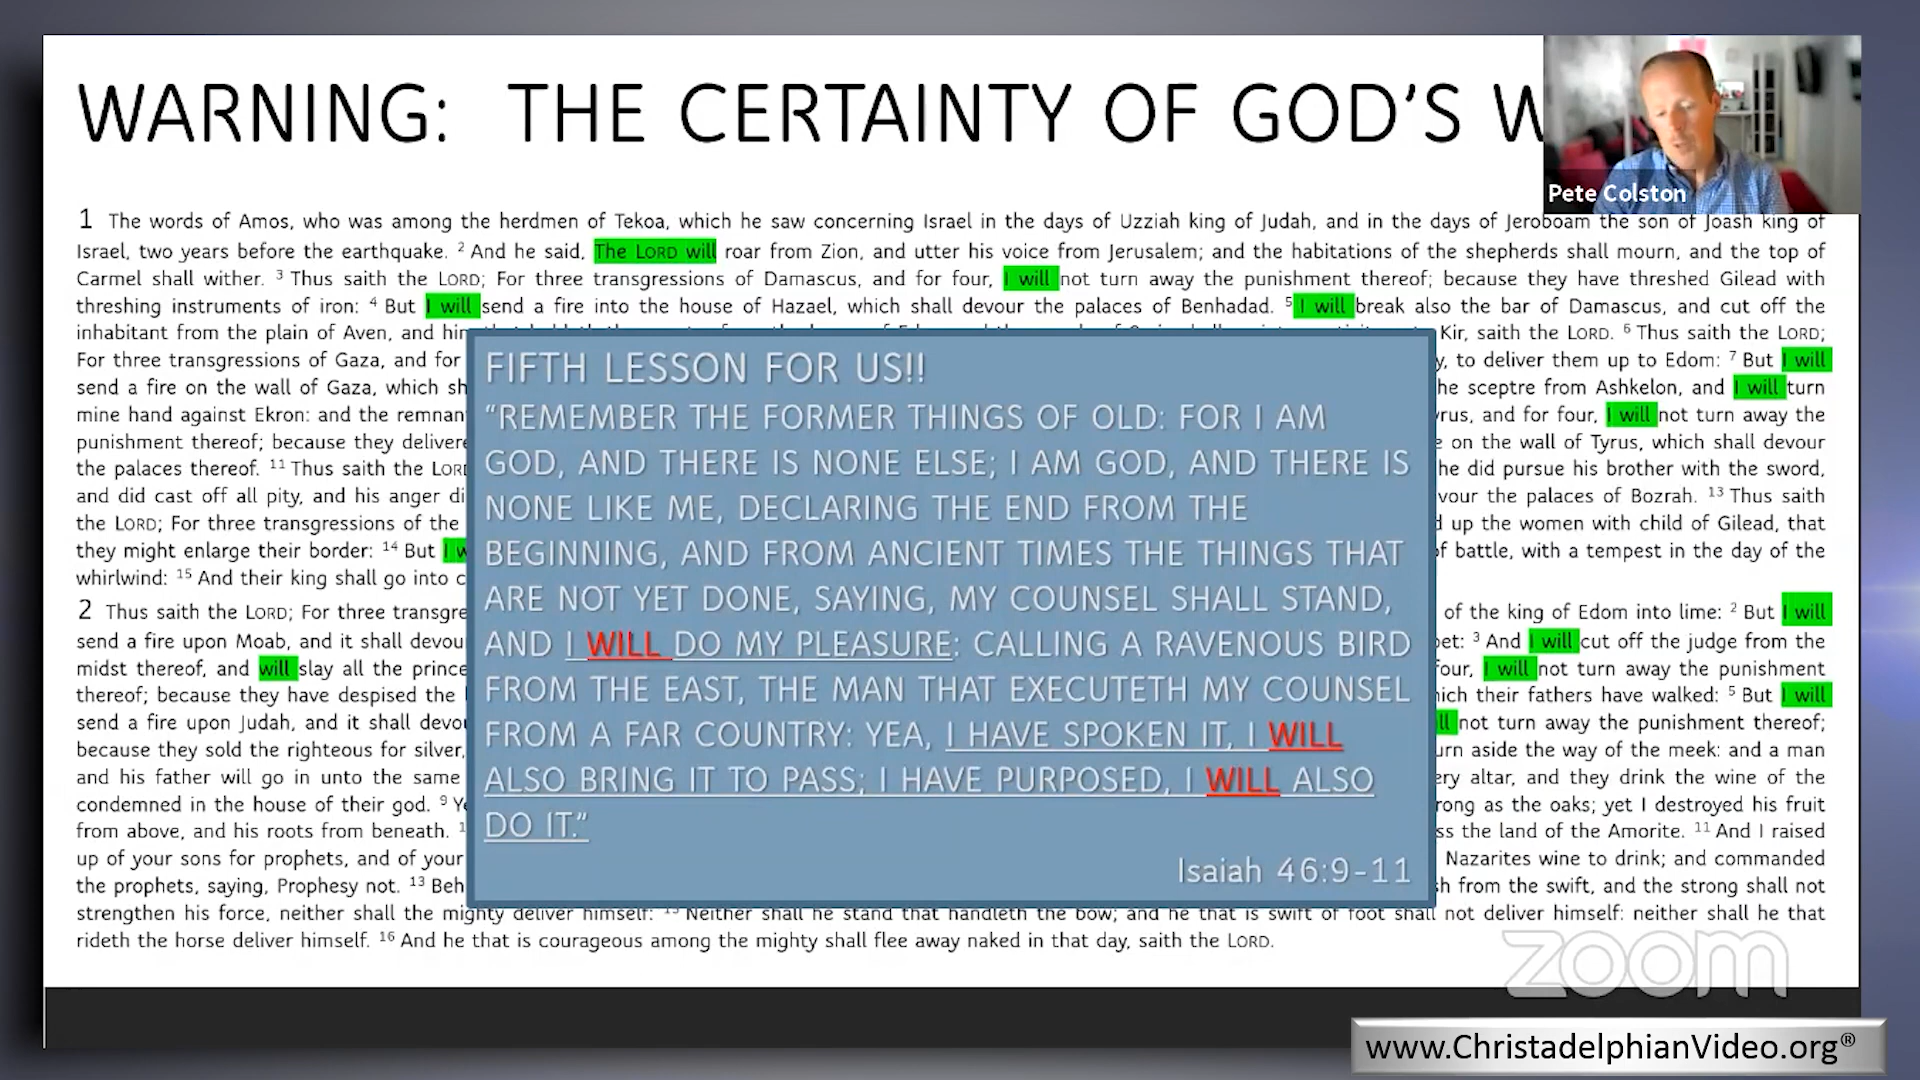 WARNING: THE CERTAINTY OF GOD'S W
Pete Colston
1 The words of Amos, who was among the herdmen of Tekoa, which he saw concerning Israel in the days of Uzziah king of Judah, and in the days of Jeroboam the son of Joash king of
Israel, two years before the earthquake. 2 And he said, The LORD will roar from Zion, and utter his voice from Jerusalem; and the habitations of the shepherds shall mourn, and the top of
Carmel shall wither. 3 Thus saith the LORD; For three transgressions of Damascus, and for four, I will not turn away the punishment thereof; because they have threshed Gilead with
threshing instruments of iron: 4 But I will send a fire into the house of Hazael, which shall devour the palaces of Benhadad. 5 I will break also the bar of Damascus, and cut off the
inhabitant from the plain of Aven, and him Kir, saith the LORD. 6 Thus saith the LORD;
For three transgressions of Gaza, and for y, to deliver them up to Edom: 7 But I will
send a fire on the wall of Gaza, which sh he sceptre from Ashkelon, and I will turn
mine hand against Ekron: and the remnan rus, and for four, I will not turn away the
punishment thereof; because they delivere e on the wall of Tyrus, which shall devour
the palaces thereof. 11 Thus saith the LORD he did pursue his brother with the sword,
and did cast off all pity, and his anger di vour the palaces of Bozrah. 13 Thus saith
the LORD; For three transgressions of the d up the women with child of Gilead, that
they might enlarge their border: 14 But I w of battle, with a tempest in the day of the
whirlwind: 15 And their king shall go into c
2 Thus saith the LORD; For three transgre of the king of Edom into lime: 2 But I will
send a fire upon Moab, and it shall devou pet: 3 And I will cut off the judge from the
midst thereof, and will slay all the prince four, I will not turn away the punishment
thereof; because they have despised the l ich their fathers have walked: 5 But I will
send a fire upon Judah, and it shall devou ll not turn away the punishment thereof;
because they sold the righteous for silver, urn aside the way of the meek: and a man
and his father will go in unto the same ery altar, and they drink the wine of the
condemned in the house of their god. 9 Ye rong as the oaks; yet I destroyed his fruit
from above, and his roots from beneath. 1 ss the land of the Amorite. 11 And I raised
up of your sons for prophets, and of your Nazarites wine to drink; and commanded
the prophets, saying, Prophesy not. 13 Beh h from the swift, and the strong shall not
strengthen his force, neither shall the mighty deliver himself: 15 Neither shall he stand that handleth the bow; and he that is swift of foot shall not deliver himself: neither shall he that
rideth the horse deliver himself. 16 And he that is courageous among the mighty shall flee away naked in that day, saith the LORD.
FIFTH LESSON FOR US!!
“REMEMBER THE FORMER THINGS OF OLD: FOR I AM
GOD, AND THERE IS NONE ELSE; I AM GOD, AND THERE IS
NONE LIKE ME, DECLARING THE END FROM THE
BEGINNING, AND FROM ANCIENT TIMES THE THINGS THAT
ARE NOT YET DONE, SAYING, MY COUNSEL SHALL STAND,
AND I WILL DO MY PLEASURE: CALLING A RAVENOUS BIRD
FROM THE EAST, THE MAN THAT EXECUTETH MY COUNSEL
FROM A FAR COUNTRY: YEA, I HAVE SPOKEN IT, I WILL
ALSO BRING IT TO PASS; I HAVE PURPOSED, I WILL ALSO
DO IT.”
Isaiah 46:9-11
zoom
www.ChristadelphianVideo.org®